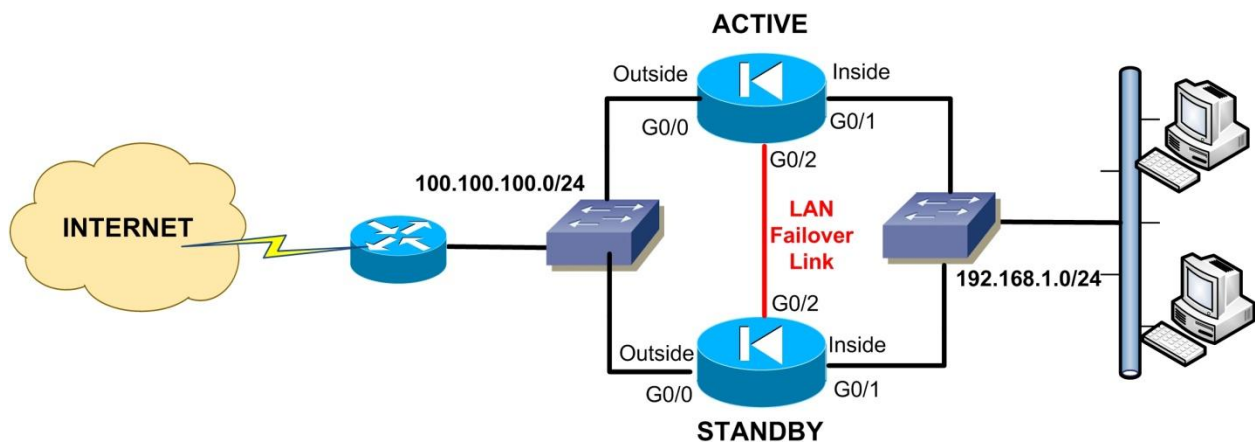 ACTIVE
Outside
Inside
G0/0
G0/1
G0/2
100.100.100.0/24
INTERNET
LAN
Failover
Link
192.168.1.0/24
G0/2
Outside
Inside
G0/0
G0/1
STANDBY